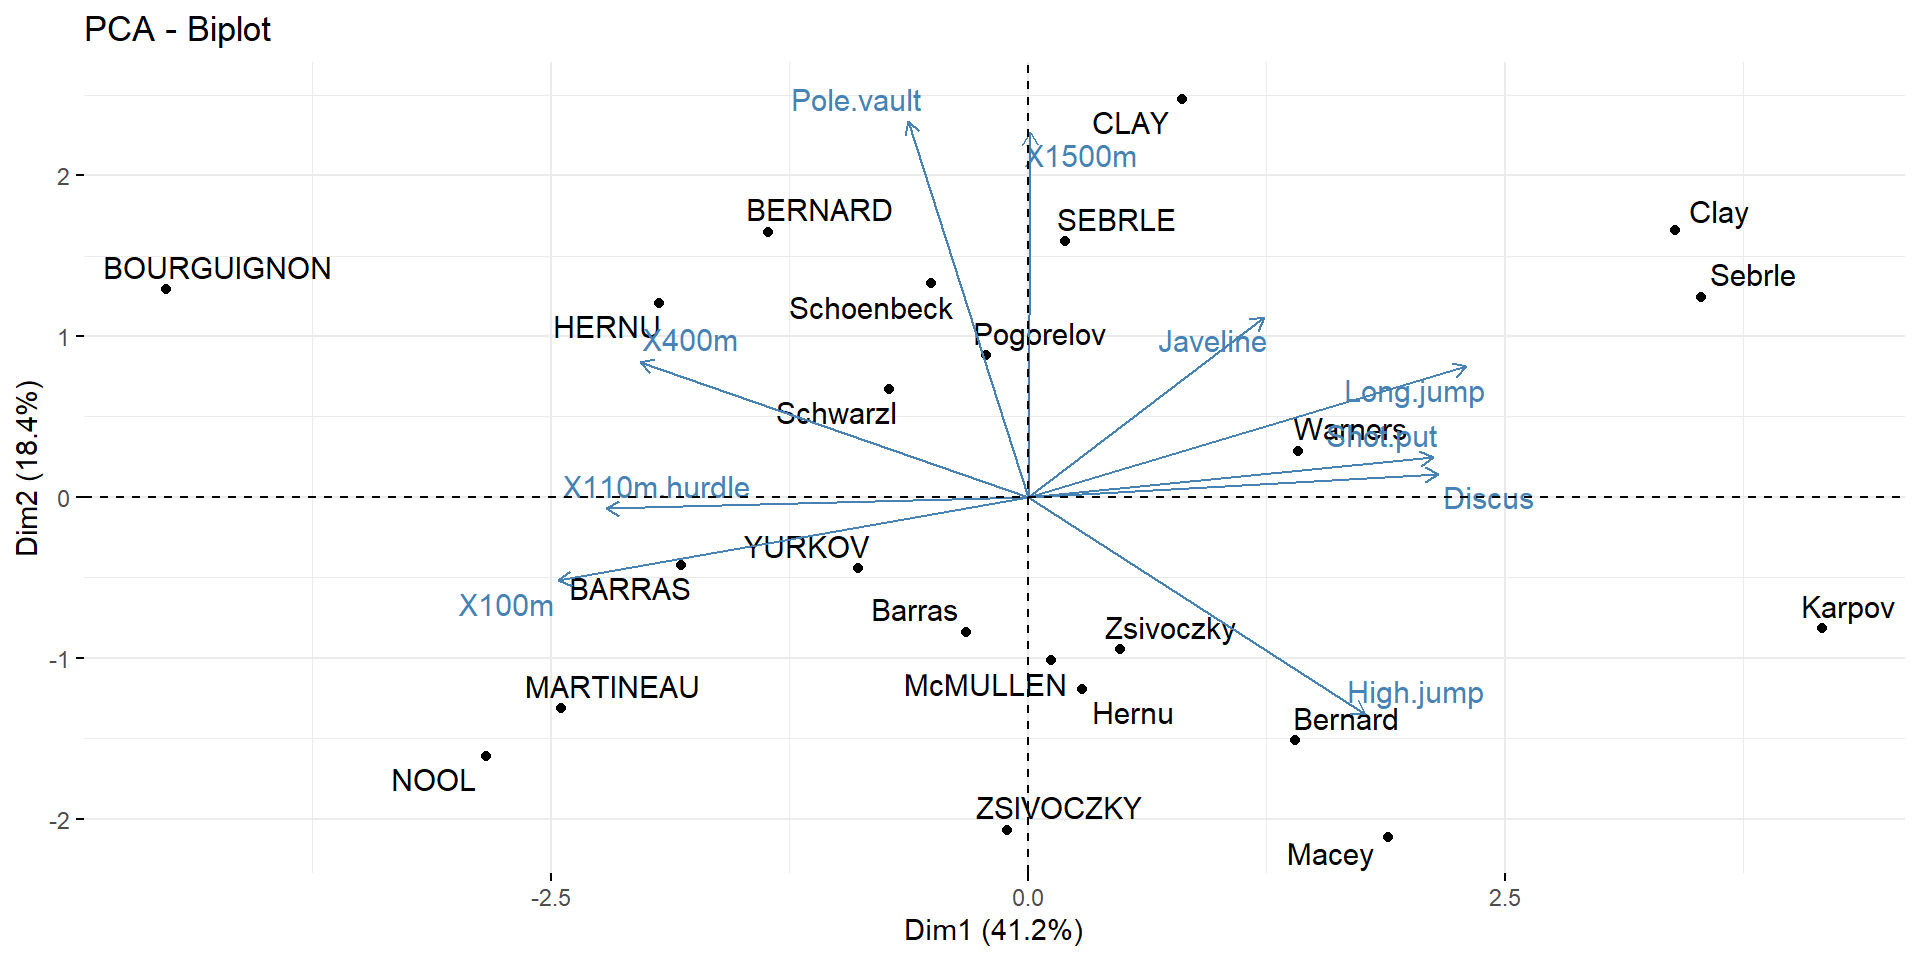 PCA - Biplot
Pole.vault
CLAY
X1500m
BERNARD
SEBRLE
Clay
BOURGUIGNON
Sebrle
Schoenbeck
HERNU
X400m
Pogorelov
Javeline
Long.jump
Schwarzl
Warners
Shot.put
X110m.hurdle
Discus
YURKOV
BARRAS
X100m
Barras
Karpov
Zsivoczky
McMULLEN
MARTINEAU
High.jump
Hernu
Bernard
NOOL
ZSIVOCZKY
Macey
2
1
0
-1
-2
Dim2 (18.4%)
-2.5 0.0 2.5
Dim1 (41.2%)